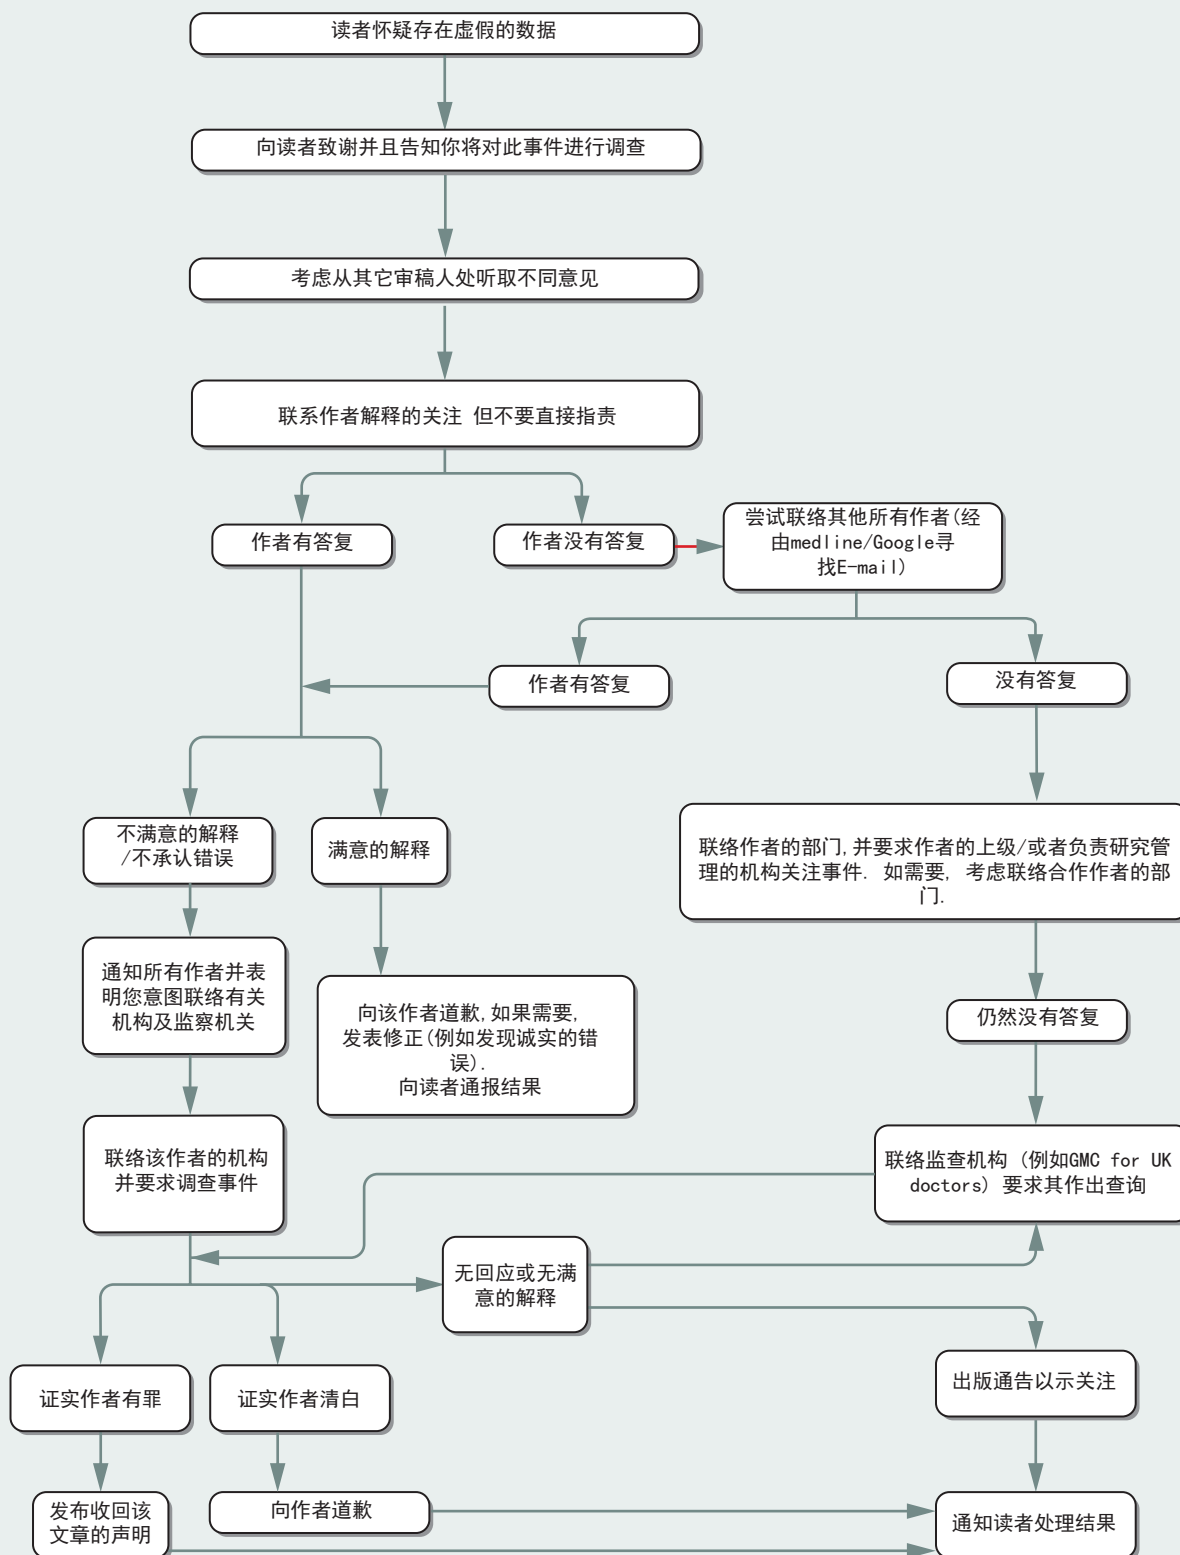 读者怀疑存在虚假的数据
向读者致谢并且告知你将对此事件进行调查
考虑从其它审稿人处听取不同意见
联系作者解释的关注 但不要直接指责
作者有答复
作者没有答复
尝试联络其他所有作者(经
由medline/Google寻
找E-mail)
作者有答复
没有答复
不满意的解释
/不承认错误
满意的解释
联络作者的部门,并要求作者的上级/或者负责研究管
理的机构关注事件. 如需要, 考虑联络合作作者的部
门.
通知所有作者并表
明您意图联络有关
机构及监察机关
向该作者道歉,如果需要,
发表修正(例如发现诚实的错
误).
向读者通报结果
仍然没有答复
联络该作者的机构
并要求调查事件
联络监查机构 (例如GMC for UK
doctors) 要求其作出查询
无回应或无满
意的解释
证实作者有罪
证实作者清白
出版通告以示关注
发布收回该
文章的声明
向作者道歉
通知读者处理结果